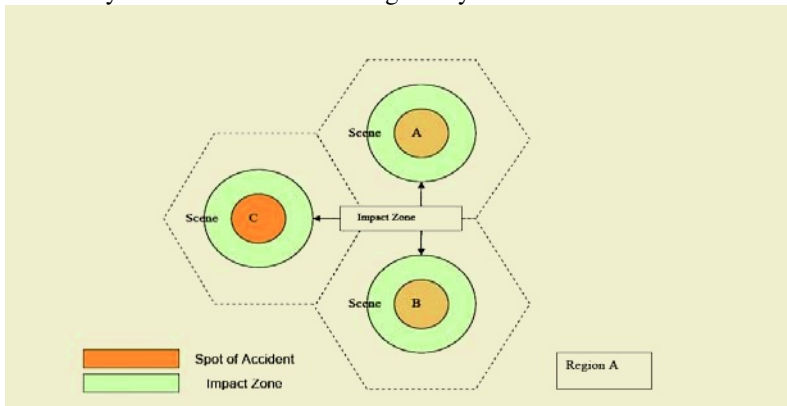 Scene A
Scene C
Impact Zone
Scene B
Spot of Accident
Impact Zone
Region A